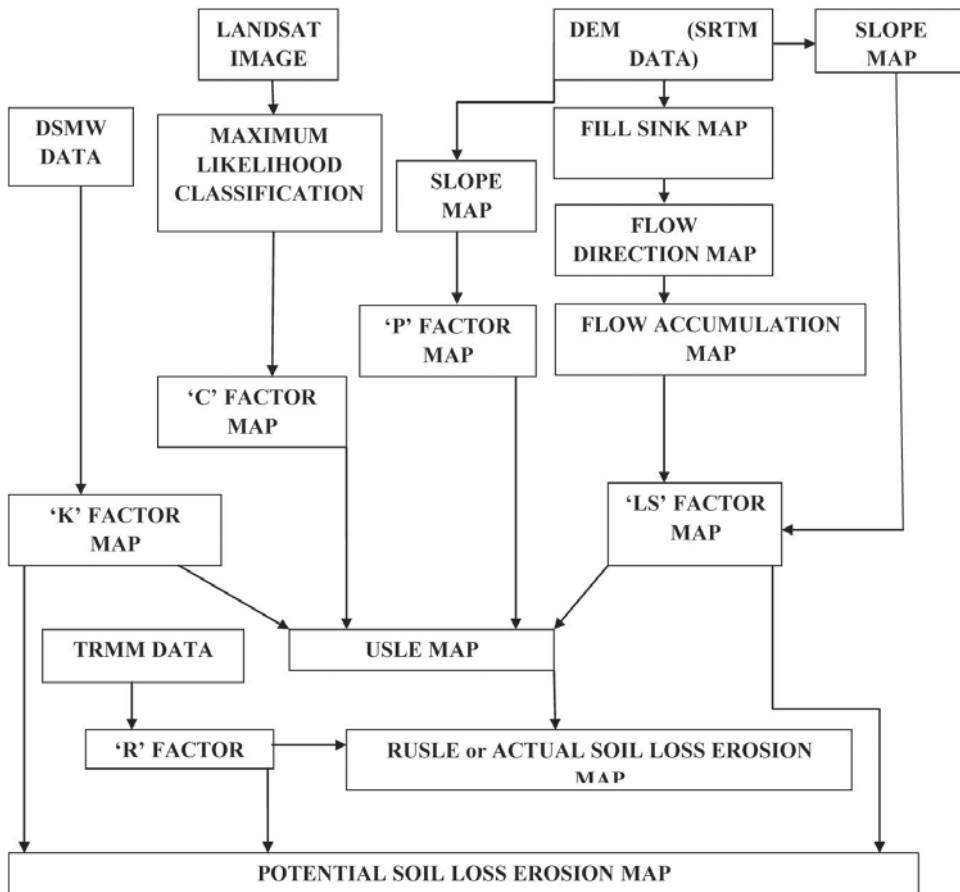 LANDSAT
IMAGE
DEM (SRTM
DATA)
SLOPE
MAP
DSMW
DATA
MAXIMUM
LIKELIHOOD
CLASSIFICATION
FILL SINK MAP
SLOPE
MAP
FLOW
DIRECTION MAP
‘P’ FACTOR
MAP
FLOW ACCUMULATION
MAP
‘C’ FACTOR
MAP
‘K’ FACTOR
MAP
‘LS’ FACTOR
MAP
TRMM DATA
USLE MAP
‘R’ FACTOR
RUSLE or ACTUAL SOIL LOSS EROSION
MAP
POTENTIAL SOIL LOSS EROSION MAP